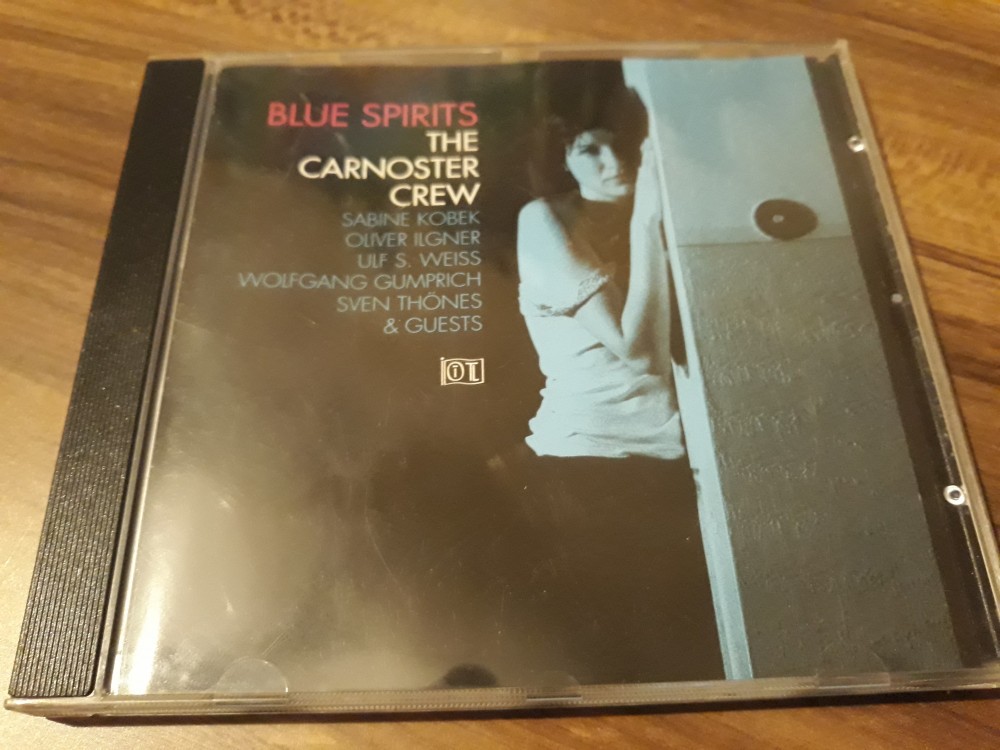 BLUE SPIRITS
THE
CARNOSTER
CREW
SABINE KOBEK
OLIVER ILGNER
ULF S. WEISS
WOLFGANG GUMPRICH
SVEN THÖNES
& GUESTS